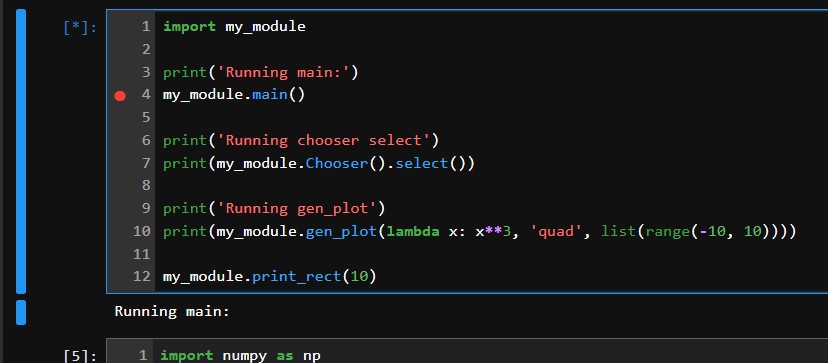 [*]: 1 import my_module
2
3 print('Running main:')
4 my_module.main()
5
6 print('Running chooser select')
7 print(my_module.Chooser().select())
8
9 print('Running gen_plot')
10 print(my_module.gen_plot(lambda x: x**3, 'quad', list(range(-10, 10))))
11
12 my_module.print_rect(10)
Running main:
[5]: 1 import numpy as np